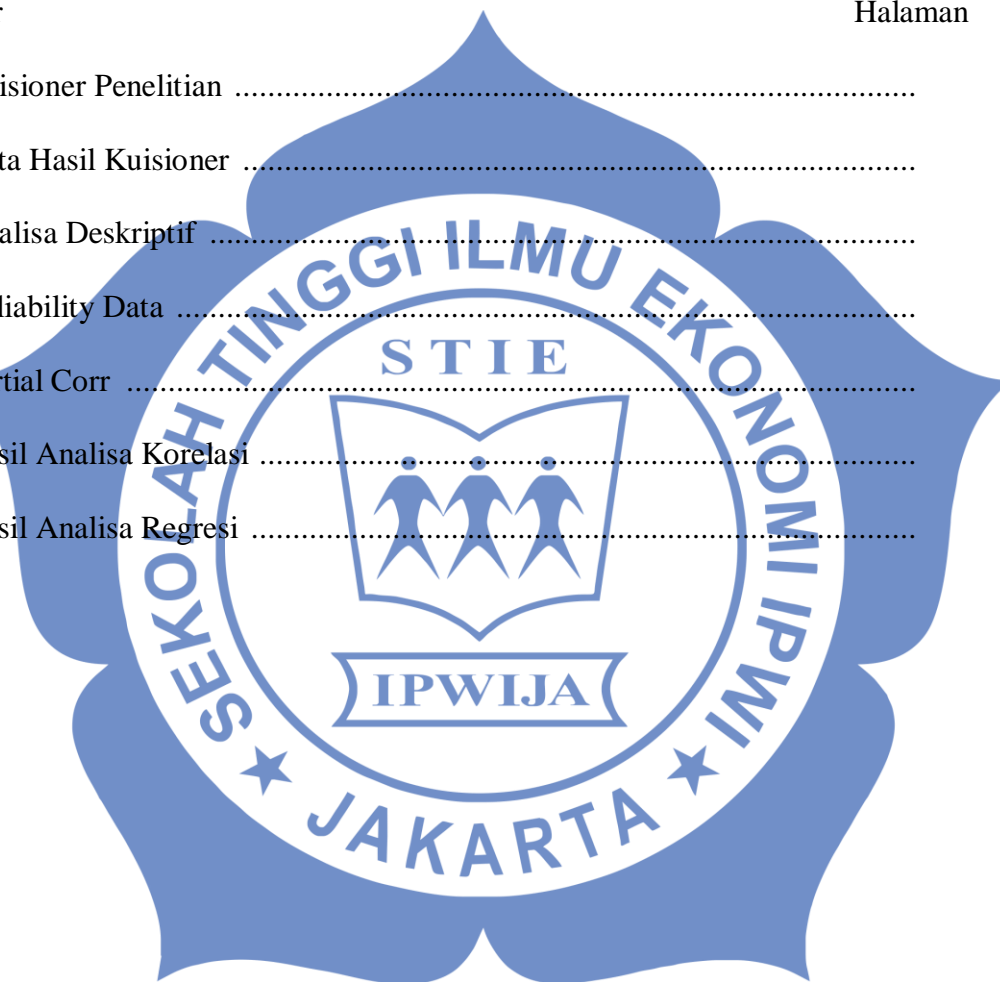 r Halaman
isioner Penelitian ................................................................................
ta Hasil Kuisioner ................................................................................
alisa Deskriptif ................................................................................
liability Data ................................................................................
rtial Corr ................................................................................
sil Analisa Korelasi ................................................................................
sil Analisa Regresi ................................................................................
SEKOLAH TINGGI ILMU EKONOMI IPWI
STIE
IPWIJA
★ JAKARTA ★